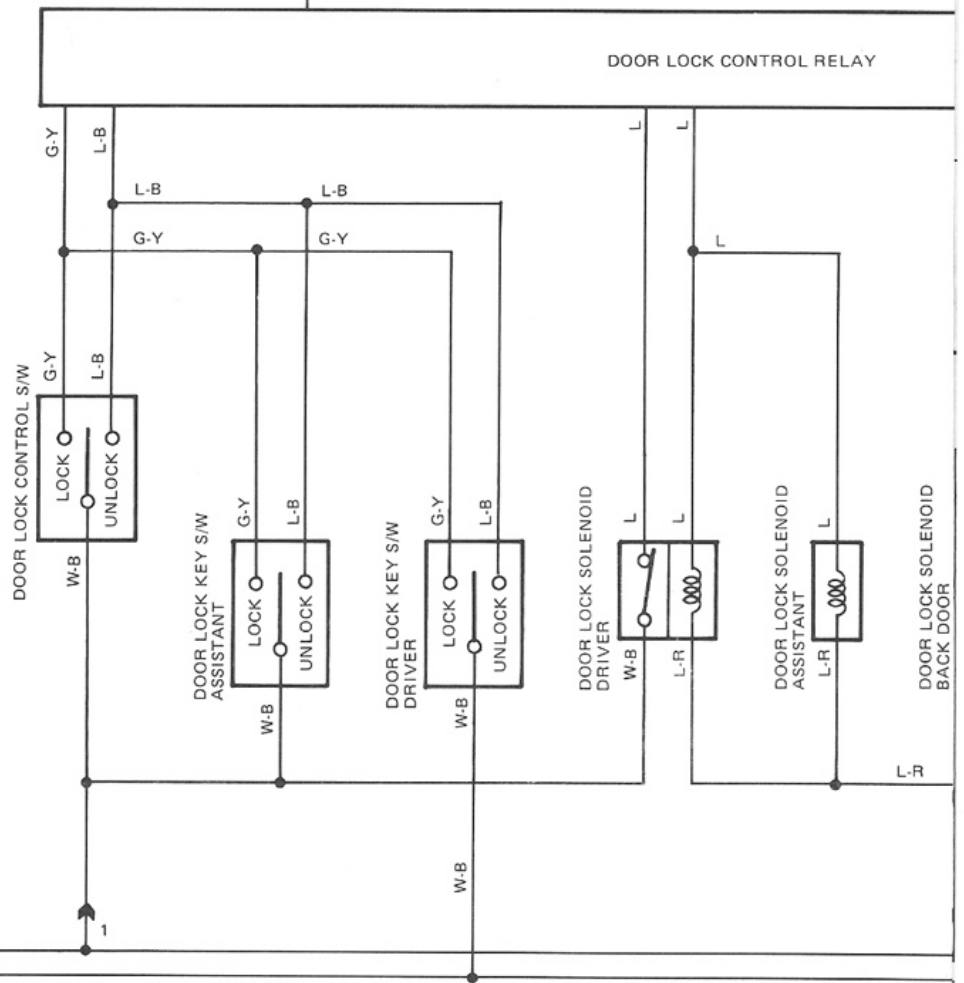 DOOR LOCK CONTROL RELAY
G-Y
L-B
L
L
L-B
L-B
G-Y
G-Y
L
G-Y
L-B
DOOR LOCK CONTROL S/W
LOCK
UNLOCK
W-B
G-Y
L-B
DOOR LOCK KEY S/W
ASSISTANT
LOCK
UNLOCK
W-B
G-Y
L-B
DOOR LOCK KEY S/W
DRIVER
LOCK
UNLOCK
W-B
L
L
DOOR LOCK SOLENOID
DRIVER
W-B
L-R
L
DOOR LOCK SOLENOID
ASSISTANT
L-R
DOOR LOCK SOLENOID
BACK DOOR
L-R
W-B
1